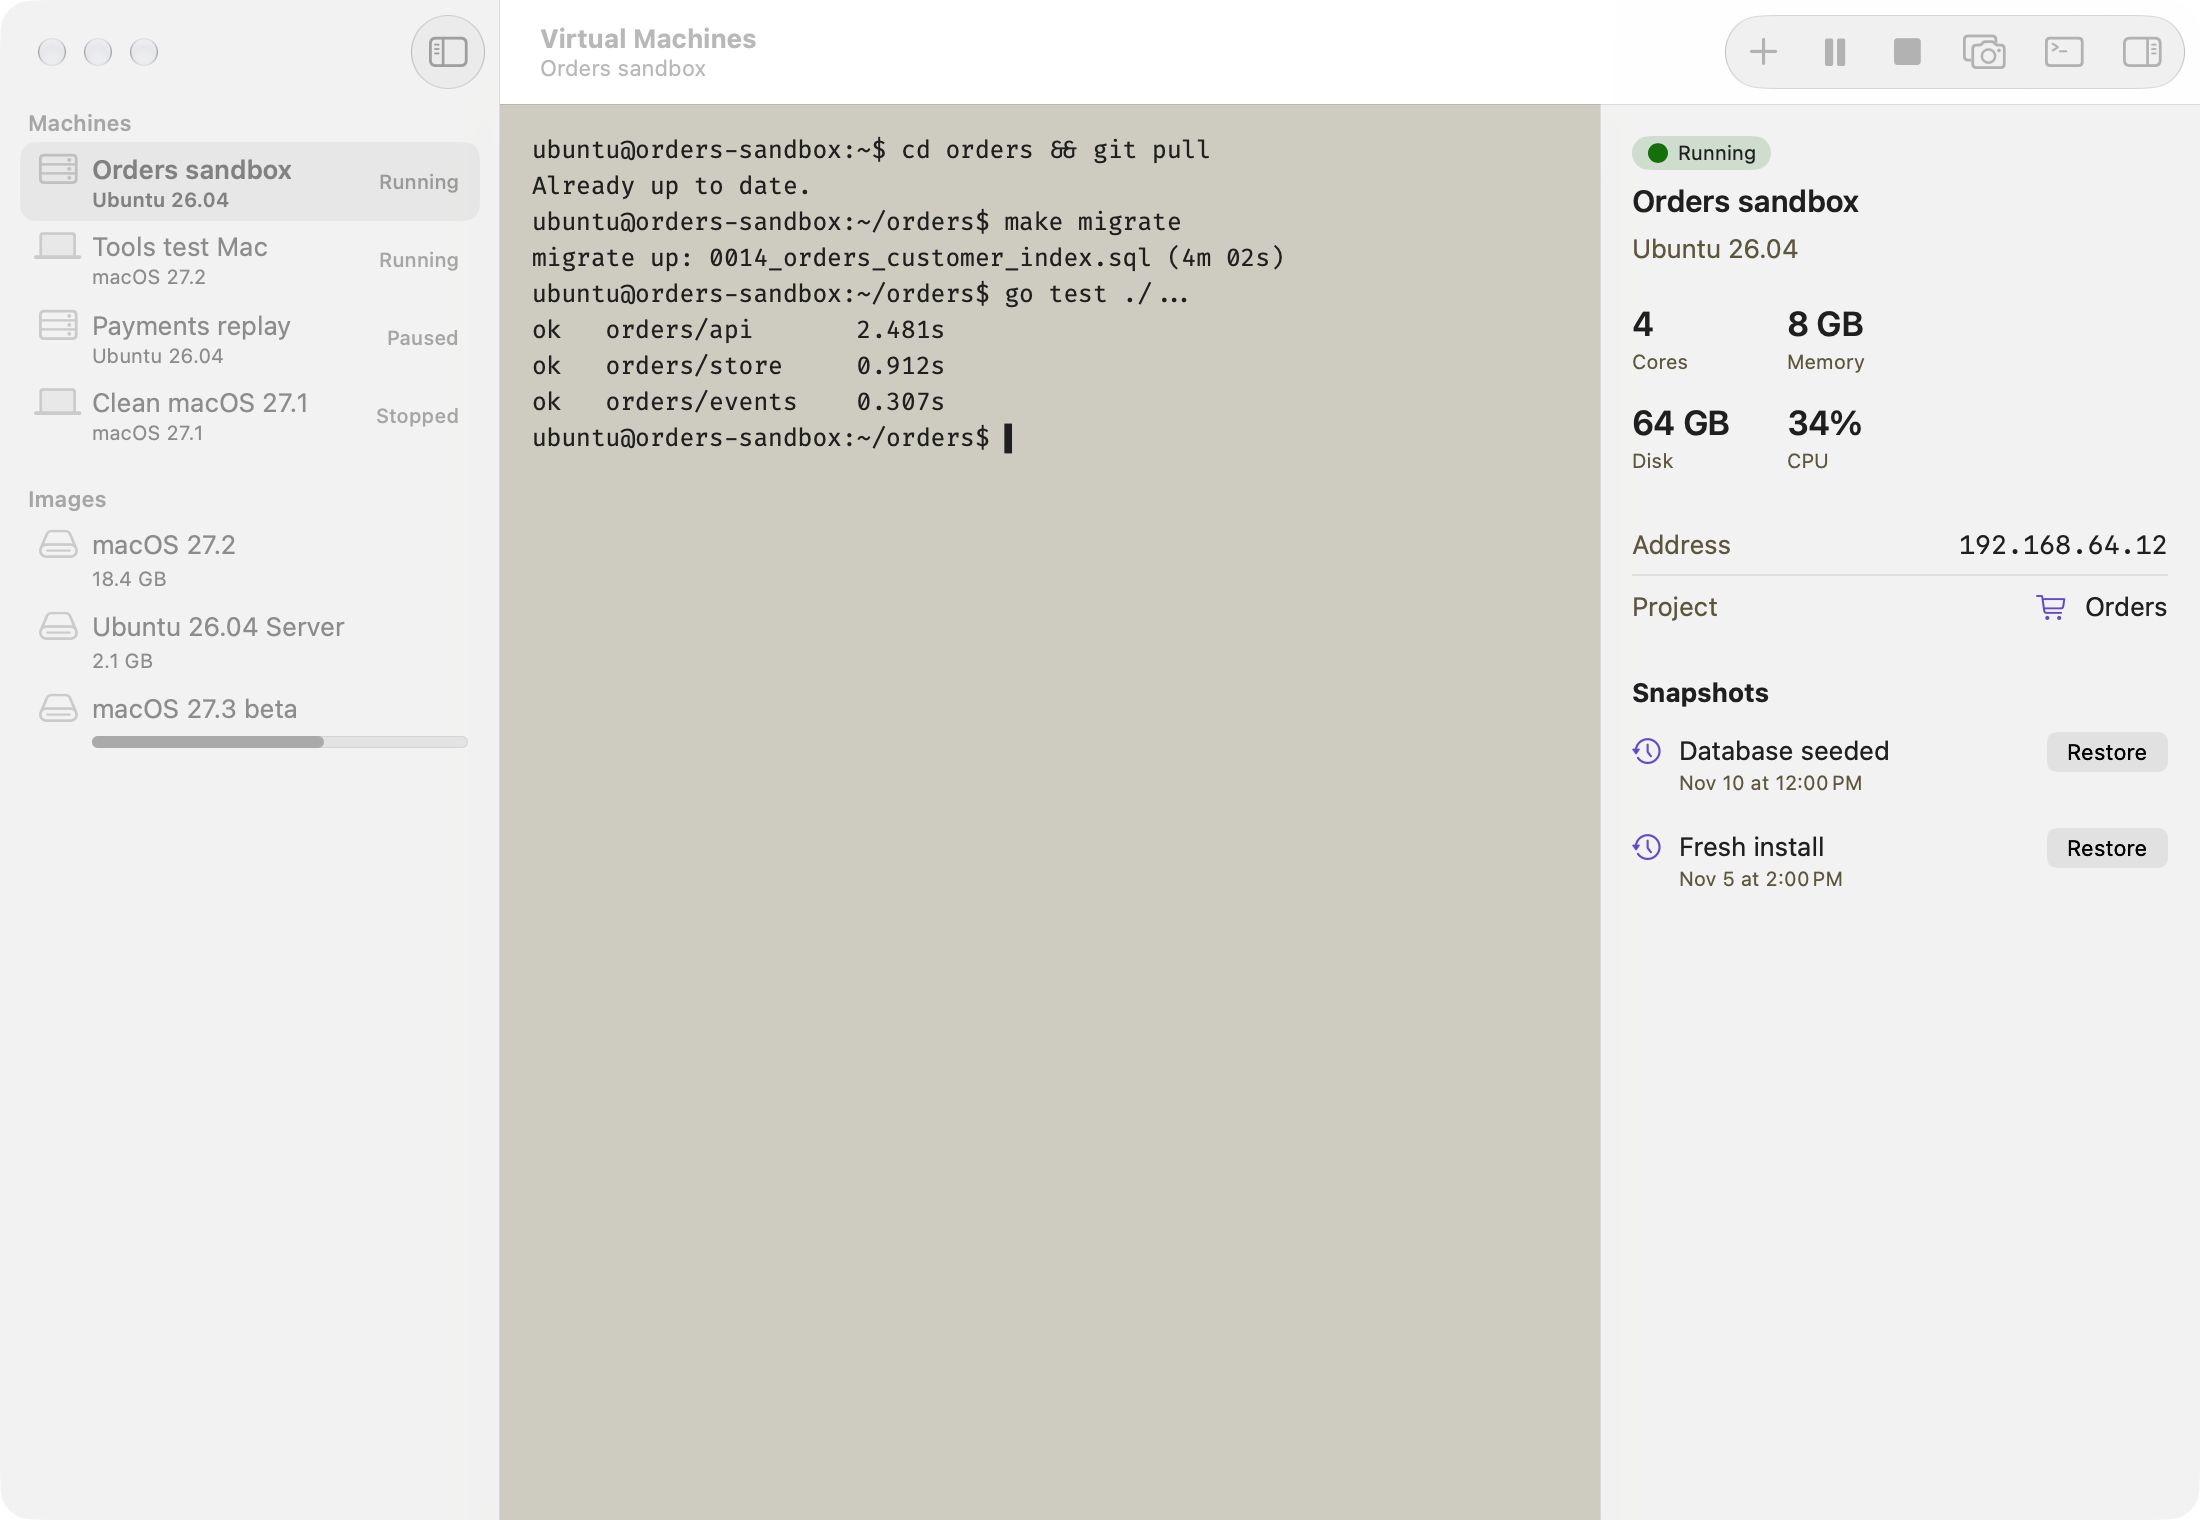 Machines
Orders sandbox
Ubuntu 26.04
Running
Tools test Mac
macOS 27.2
Running
Payments replay
Ubuntu 26.04
Paused
Clean macOS 27.1
macOS 27.1
Stopped
Images
macOS 27.2
18.4 GB
Ubuntu 26.04 Server
2.1 GB
macOS 27.3 beta
Virtual Machines
Orders sandbox
ubuntu@orders-sandbox:~$ cd orders && git pull
Already up to date.
ubuntu@orders-sandbox:~/orders$ make migrate
migrate up: 0014_orders_customer_index.sql (4m 02s)
ubuntu@orders-sandbox:~/orders$ go test ./...
ok   orders/api       2.481s
ok   orders/store     0.912s
ok   orders/events    0.307s
ubuntu@orders-sandbox:~/orders$
Running
Orders sandbox
Ubuntu 26.04
4
Cores
8 GB
Memory
64 GB
Disk
34%
CPU
Address 192.168.64.12
Project Orders
Snapshots
Database seeded
Nov 10 at 12:00 PM
Restore
Fresh install
Nov 5 at 2:00 PM
Restore